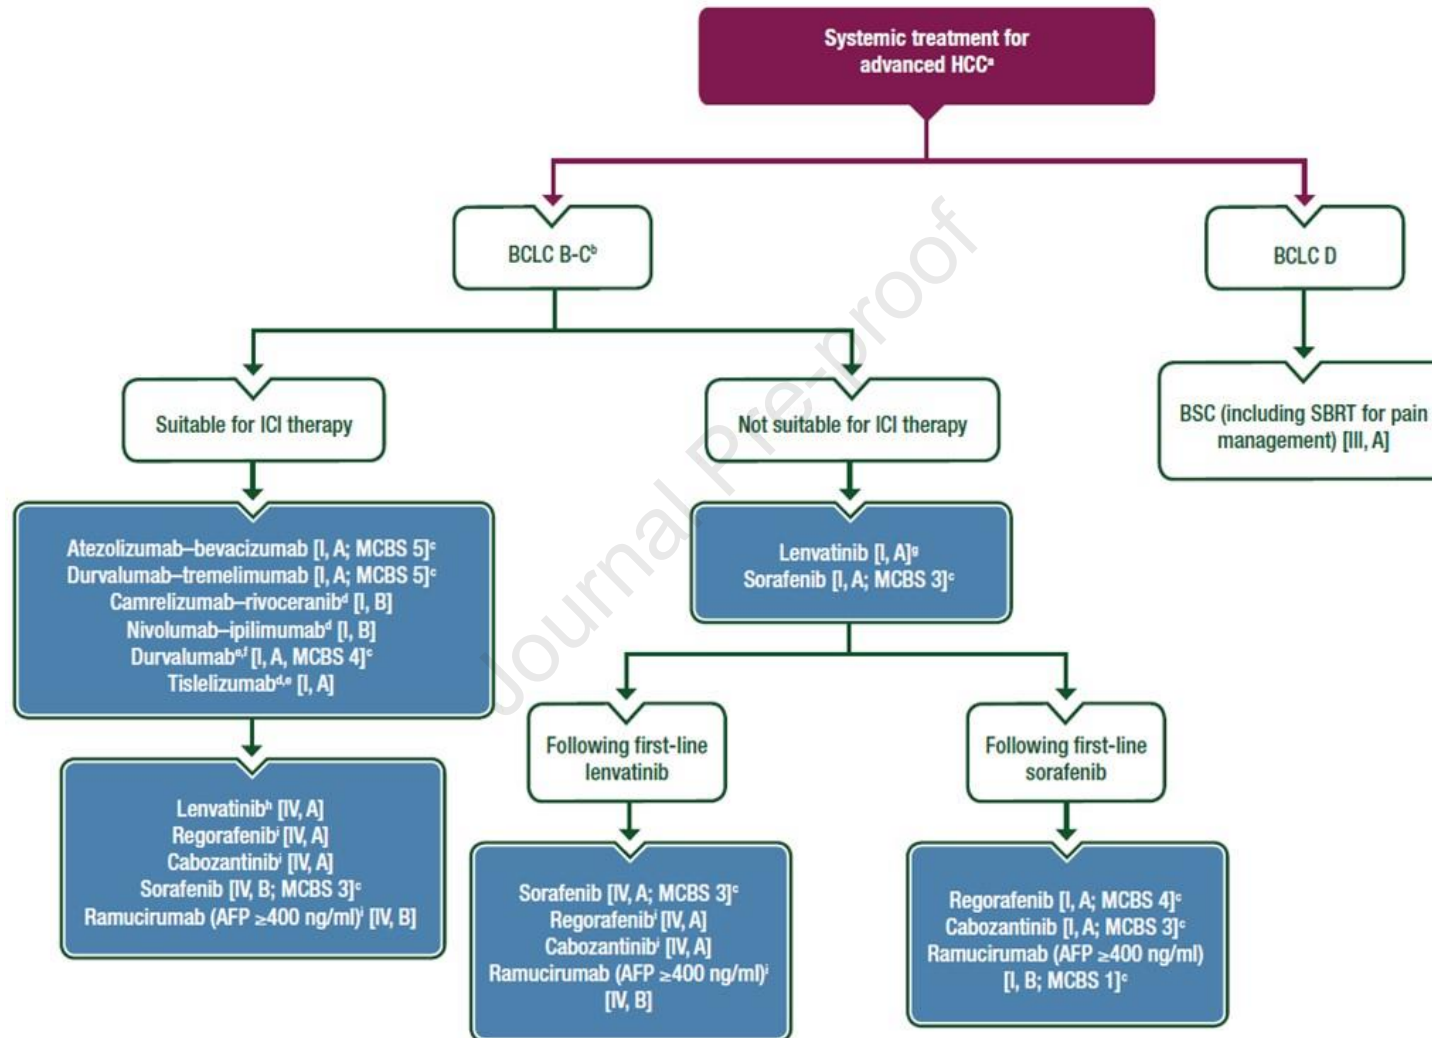 Systemic treatment for
advanced HCCᵃ
BCLC B-Cᵇ
BCLC D
Suitable for ICI therapy
Not suitable for ICI therapy
BSC (including SBRT for pain
management) [III, A]
Atezolizumab–bevacizumab [I, A; MCBS 5]ᶜ
Durvalumab–tremelimumab [I, A; MCBS 5]ᶜ
Camrelizumab–rivoceranibᵈ [I, B]
Nivolumab–ipilimumabᵈ [I, B]
Durvalumabᵉ,ᶠ [I, A, MCBS 4]ᶜ
Tislelizumabᵈ,ᵉ [I, A]
Lenvatinib [I, A]ᵍ
Sorafenib [I, A; MCBS 3]ᶜ
Following first-line
lenvatinib
Following first-line
sorafenib
Lenvatinibʰ [IV, A]
Regorafenibⁱ [IV, A]
Cabozantinibⁱ [IV, A]
Sorafenib [IV, B; MCBS 3]ᶜ
Ramucirumab (AFP ≥400 ng/ml)ⁱ [IV, B]
Sorafenib [IV, A; MCBS 3]ᶜ
Regorafenibⁱ [IV, A]
Cabozantinibⁱ [IV, A]
Ramucirumab (AFP ≥400 ng/ml)ⁱ
[IV, B]
Regorafenib [I, A; MCBS 4]ᶜ
Cabozantinib [I, A; MCBS 3]ᶜ
Ramucirumab (AFP ≥400 ng/ml)
[I, B; MCBS 1]ᶜ
Journal Pre-proof